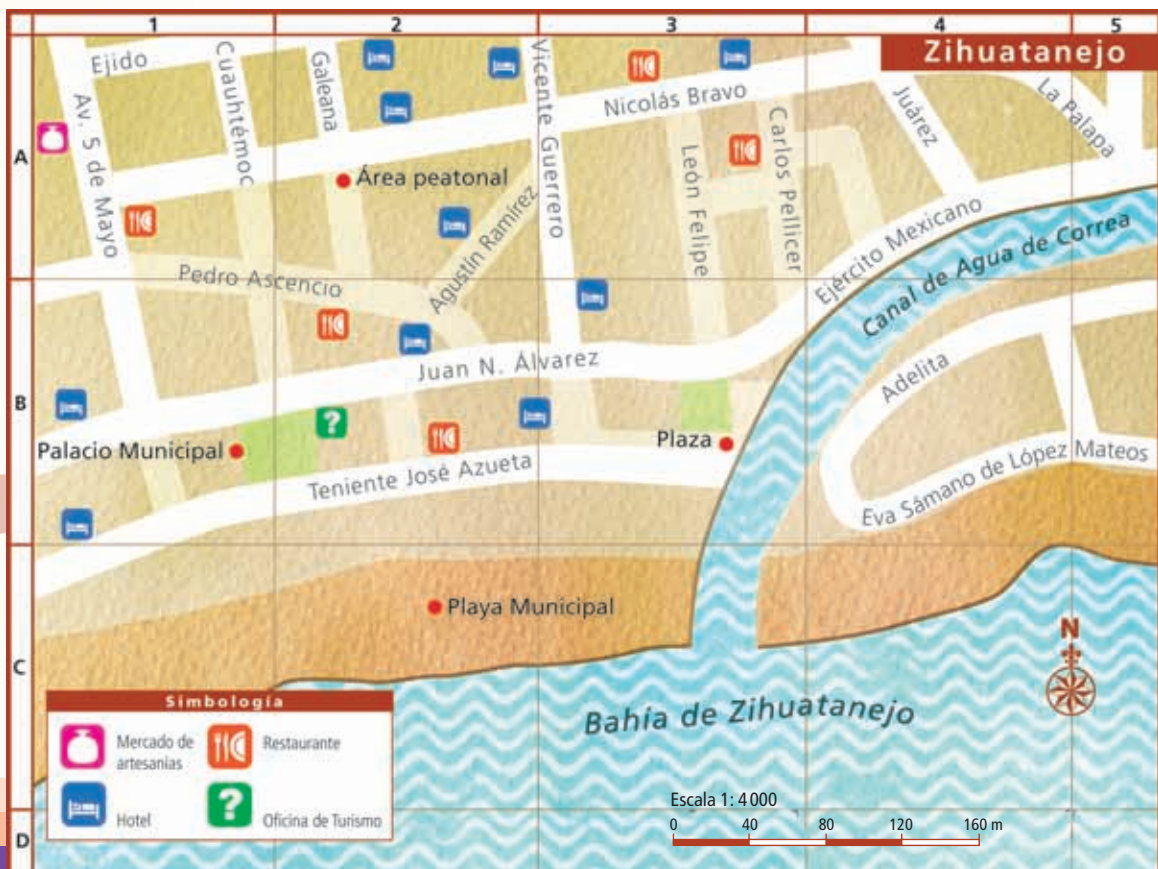 1 2 3 4 5
Zihuatanejo
A
B
C
D
Ejido
Av. 5 de Mayo
Cuauhtémoc
Galeana
Vicente Guerrero
Nicolás Bravo
Juárez
La Palapa
Área peatonal
Agustín Ramírez
León Felipe
Carlos Pellicer
Ejército Mexicano
Canal de Agua de Correa
Pedro Ascencio
Juan N. Álvarez
Adelita
Palacio Municipal
Plaza
Teniente José Azueta
Eva Sámano de López Mateos
Playa Municipal
N
Bahía de Zihuatanejo
Simbología
Mercado de
artesanías
Restaurante
Hotel
?
Oficina de Turismo
Escala 1: 4 000
0 40 80 120 160 m